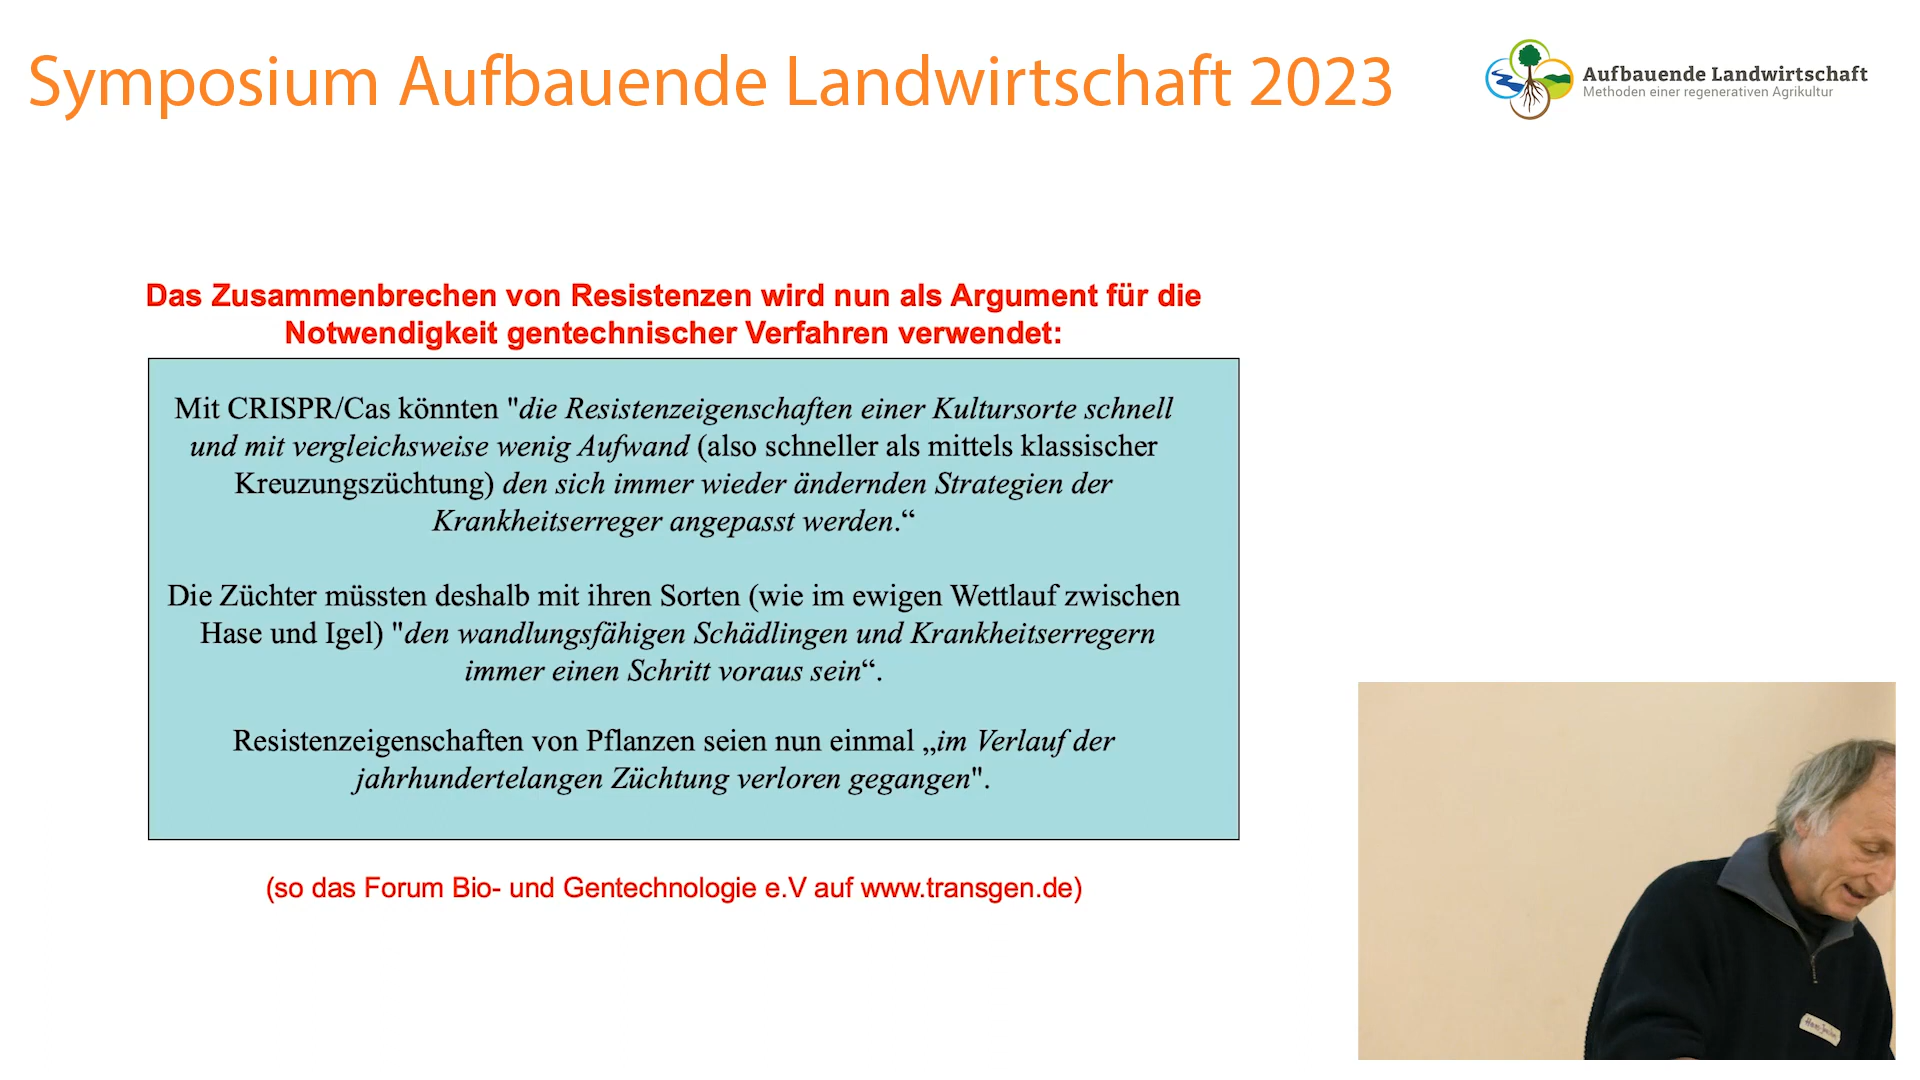 Symposium Aufbauende Landwirtschaft 2023
Aufbauende Landwirtschaft
Methoden einer regenerativen Agrikultur
Das Zusammenbrechen von Resistenzen wird nun als Argument für die
Notwendigkeit gentechnischer Verfahren verwendet:
Mit CRISPR/Cas könnten "die Resistenzeigenschaften einer Kultursorte schnell
und mit vergleichsweise wenig Aufwand (also schneller als mittels klassischer
Kreuzungszüchtung) den sich immer wieder ändernden Strategien der
Krankheitserreger angepasst werden.“
Die Züchter müssten deshalb mit ihren Sorten (wie im ewigen Wettlauf zwischen
Hase und Igel) "den wandlungsfähigen Schädlingen und Krankheitserregern
immer einen Schritt voraus sein“.
Resistenzeigenschaften von Pflanzen seien nun einmal „im Verlauf der
jahrhundertelangen Züchtung verloren gegangen".
(so das Forum Bio- und Gentechnologie e.V auf www.transgen.de)